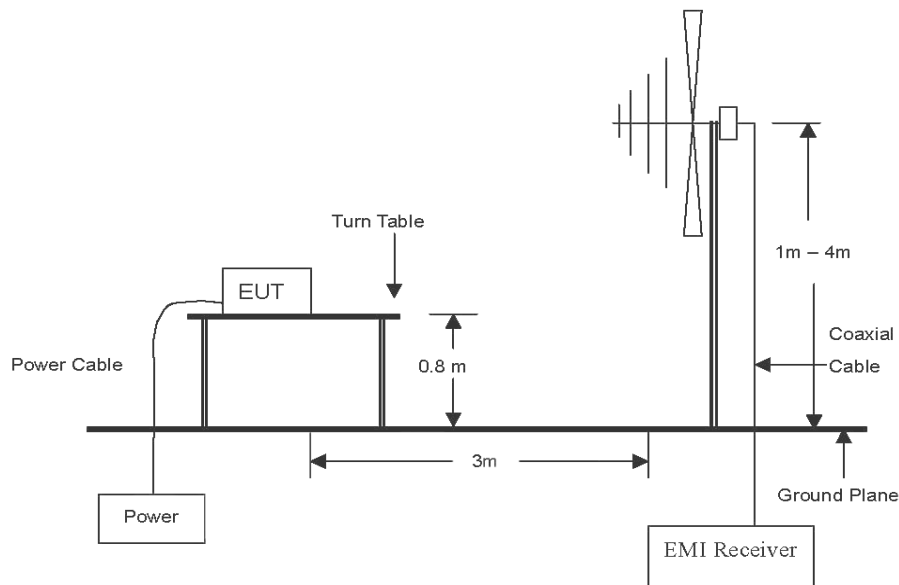 Turn Table
EUT
1m – 4m
Coaxial
Cable
Power Cable
0.8 m
3m
Ground Plane
Power
EMI Receiver